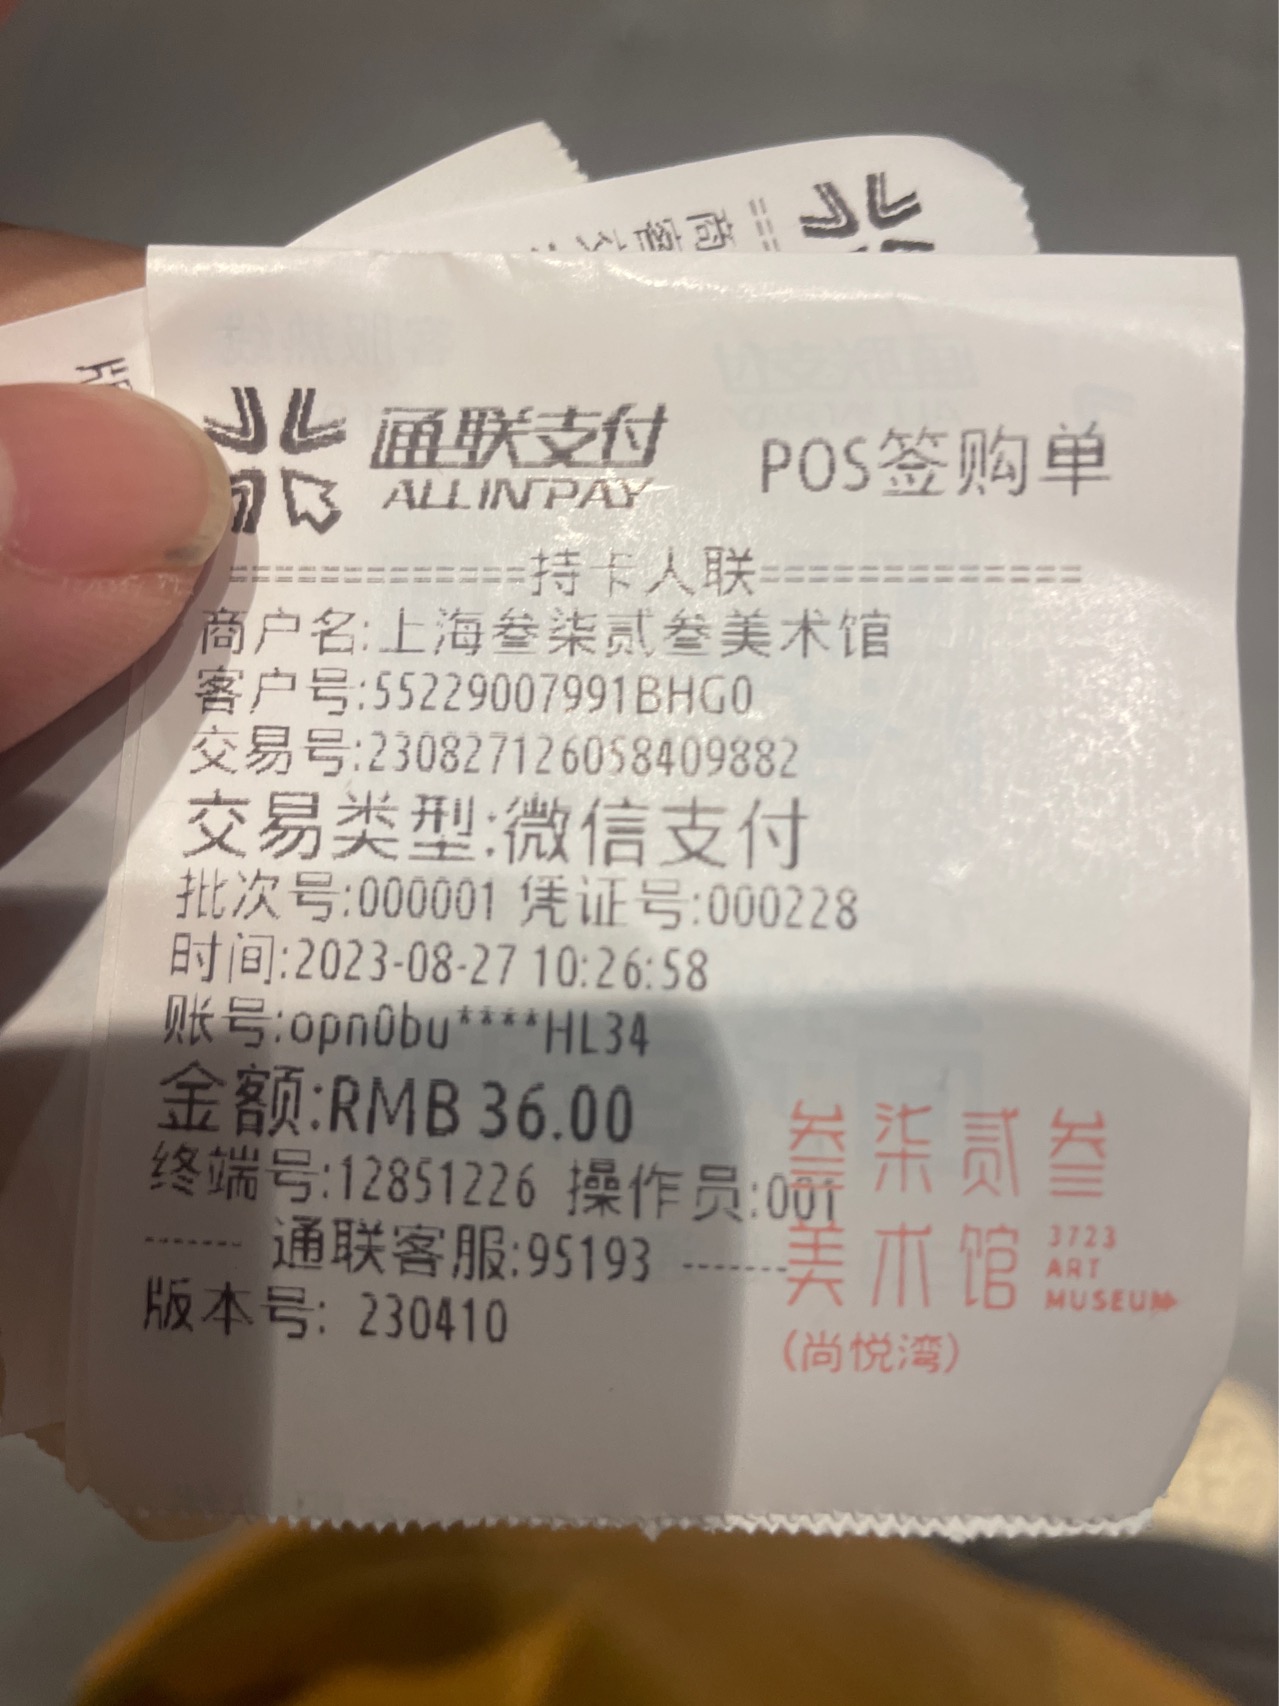 通联支付
ALLINPAY
POS签购单
=============持卡人联==============
商户名:上海叁柒贰叁美术馆
客户号:55229007991BHG0
交易号:230827126058409882
交易类型:微信支付
批次号:000001 凭证号:000228
时间:2023-08-27 10:26:58
账号:opn0bu****HL34
金额:RMB 36.00
终端号:12851226 操作员:001
------- 通联客服:95193 -------
版本号: 230410
叁柒贰叁
美术馆
3723
ART
MUSEUM
(尚悦湾)